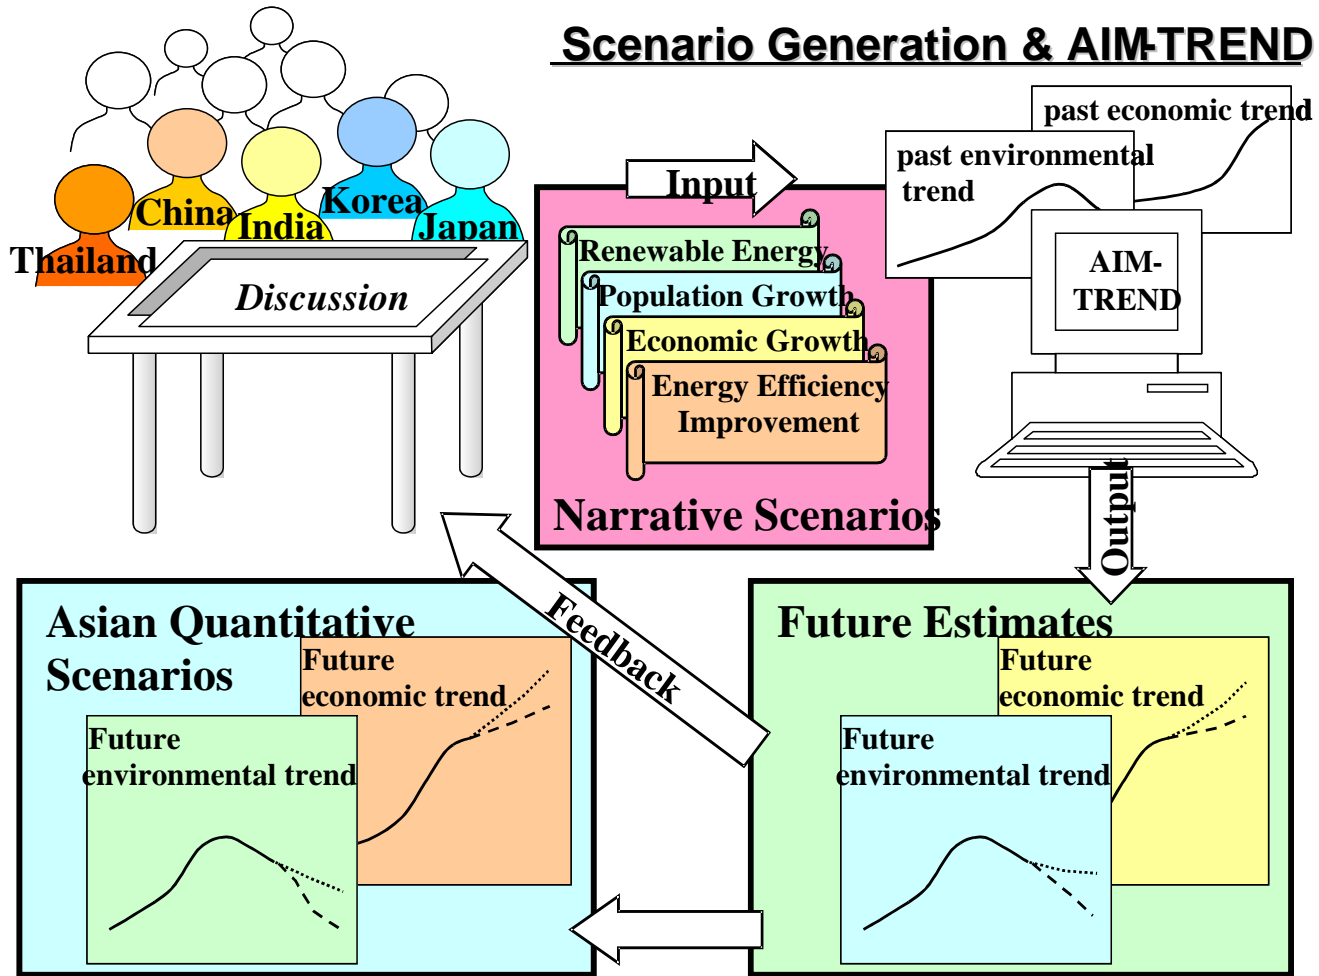 Scenario Generation & AIM-TREND
past economic trend
past environmental
trend
Input
AIM-
TREND
Thailand
China
India
Korea
Japan
Discussion
Renewable Energy
Population Growth
Economic Growth
Energy Efficiency
Improvement
Narrative Scenarios
Output
Feedback
Asian Quantitative
Scenarios
Future
economic trend
Future
environmental trend
Future Estimates
Future
economic trend
Future
environmental trend